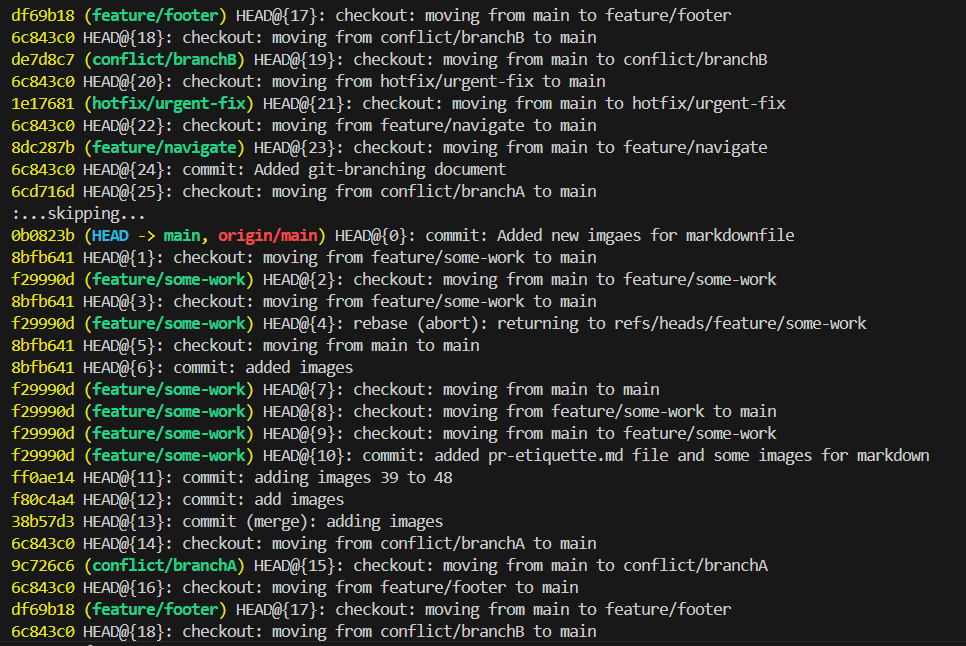 df69b18 (feature/footer) HEAD@{17}: checkout: moving from main to feature/footer
6c843c0 HEAD@{18}: checkout: moving from conflict/branchB to main
de7d8c7 (conflict/branchB) HEAD@{19}: checkout: moving from main to conflict/branchB
6c843c0 HEAD@{20}: checkout: moving from hotfix/urgent-fix to main
1e17681 (hotfix/urgent-fix) HEAD@{21}: checkout: moving from main to hotfix/urgent-fix
6c843c0 HEAD@{22}: checkout: moving from feature/navigate to main
8dc287b (feature/navigate) HEAD@{23}: checkout: moving from main to feature/navigate
6c843c0 HEAD@{24}: commit: Added git-branching document
6cd716d HEAD@{25}: checkout: moving from conflict/branchA to main
:...skipping...
0b0823b (HEAD -> main, origin/main) HEAD@{0}: commit: Added new imgaes for markdownfile
8bfb641 HEAD@{1}: checkout: moving from feature/some-work to main
f29990d (feature/some-work) HEAD@{2}: checkout: moving from main to feature/some-work
8bfb641 HEAD@{3}: checkout: moving from feature/some-work to main
f29990d (feature/some-work) HEAD@{4}: rebase (abort): returning to refs/heads/feature/some-work
8bfb641 HEAD@{5}: checkout: moving from main to main
8bfb641 HEAD@{6}: commit: added images
f29990d (feature/some-work) HEAD@{7}: checkout: moving from main to main
f29990d (feature/some-work) HEAD@{8}: checkout: moving from feature/some-work to main
f29990d (feature/some-work) HEAD@{9}: checkout: moving from main to feature/some-work
f29990d (feature/some-work) HEAD@{10}: commit: added pr-etiquette.md file and some images for markdown
ff0ae14 HEAD@{11}: commit: adding images 39 to 48
f80c4a4 HEAD@{12}: commit: add images
38b57d3 HEAD@{13}: commit (merge): adding images
6c843c0 HEAD@{14}: checkout: moving from conflict/branchA to main
9c726c6 (conflict/branchA) HEAD@{15}: checkout: moving from main to conflict/branchA
6c843c0 HEAD@{16}: checkout: moving from feature/footer to main
df69b18 (feature/footer) HEAD@{17}: checkout: moving from main to feature/footer
6c843c0 HEAD@{18}: checkout: moving from conflict/branchB to main